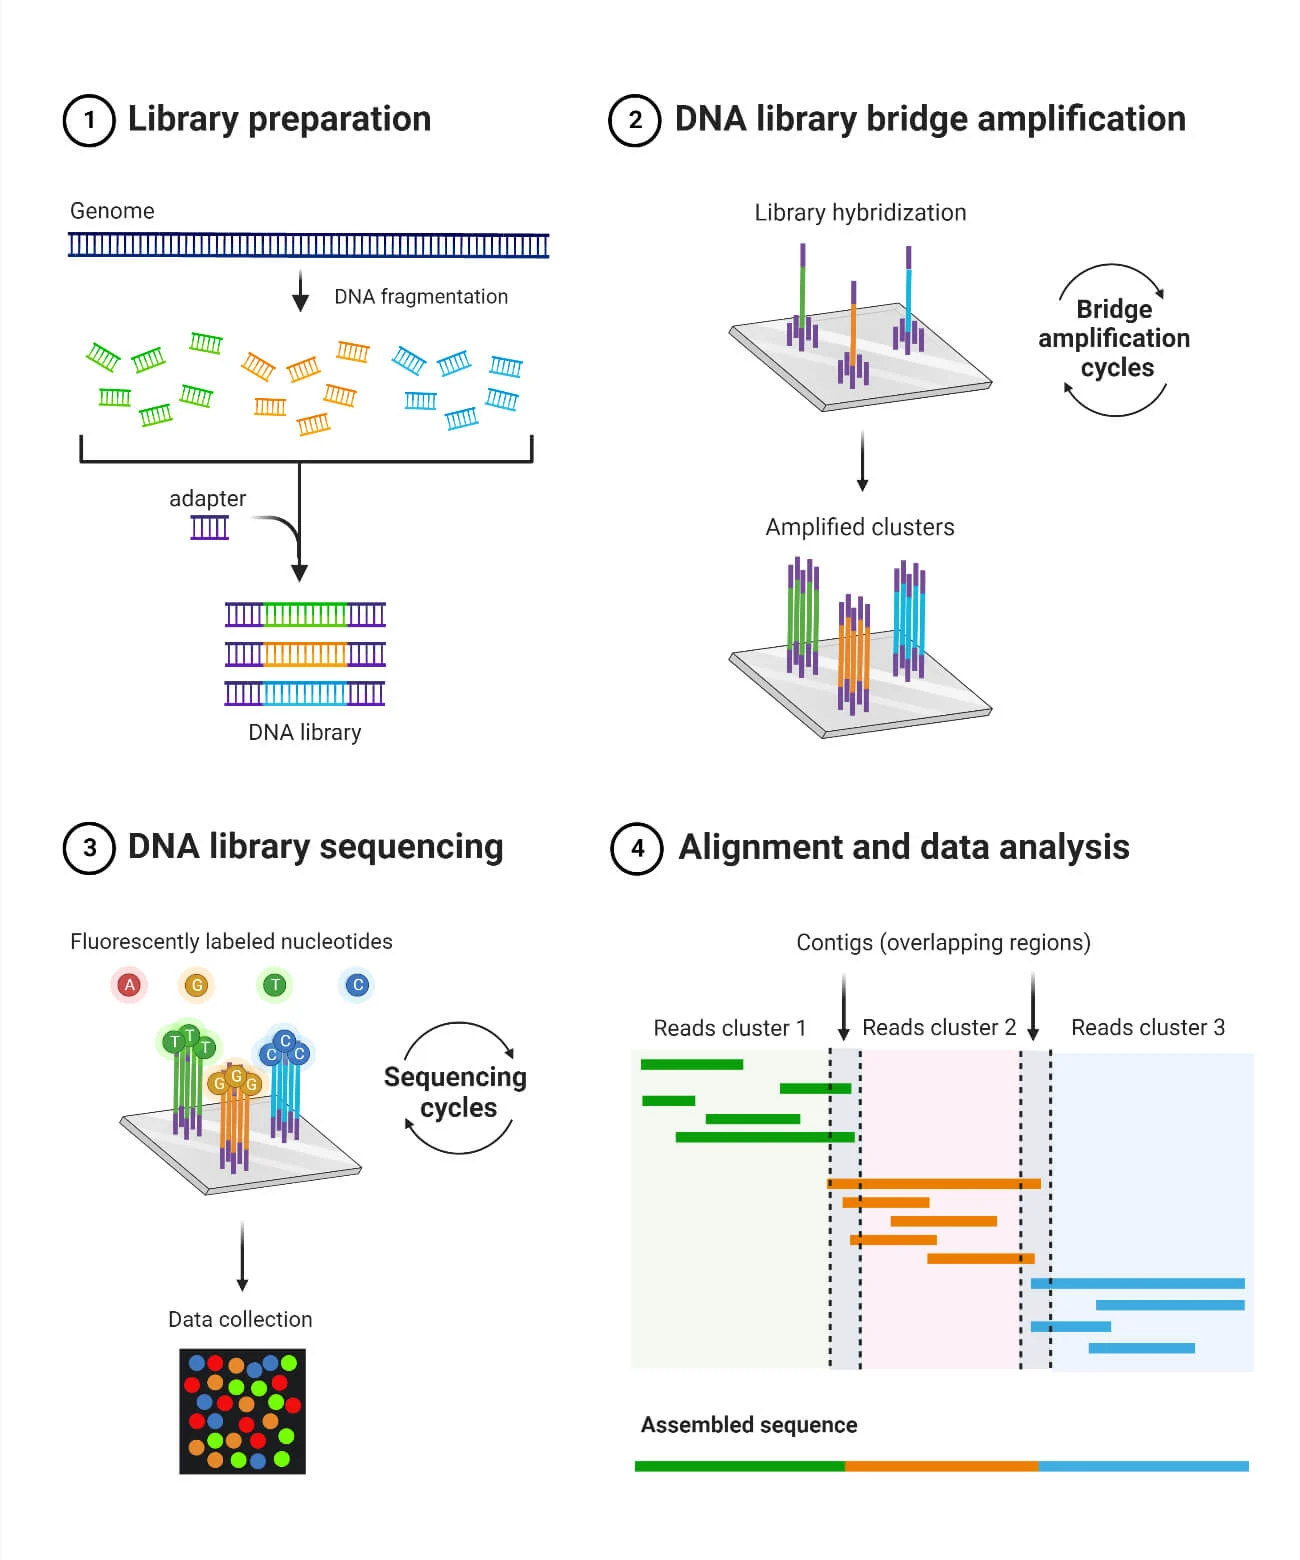 1 Library preparation
Genome
DNA fragmentation
adapter
DNA library
2 DNA library bridge amplification
Library hybridization
Bridge
amplification
cycles
Amplified clusters
3 DNA library sequencing
Fluorescently labeled nucleotides
A G T C
T T T
C C C
G G G
Sequencing
cycles
Data collection
4 Alignment and data analysis
Contigs (overlapping regions)
Reads cluster 1 Reads cluster 2 Reads cluster 3
Assembled sequence